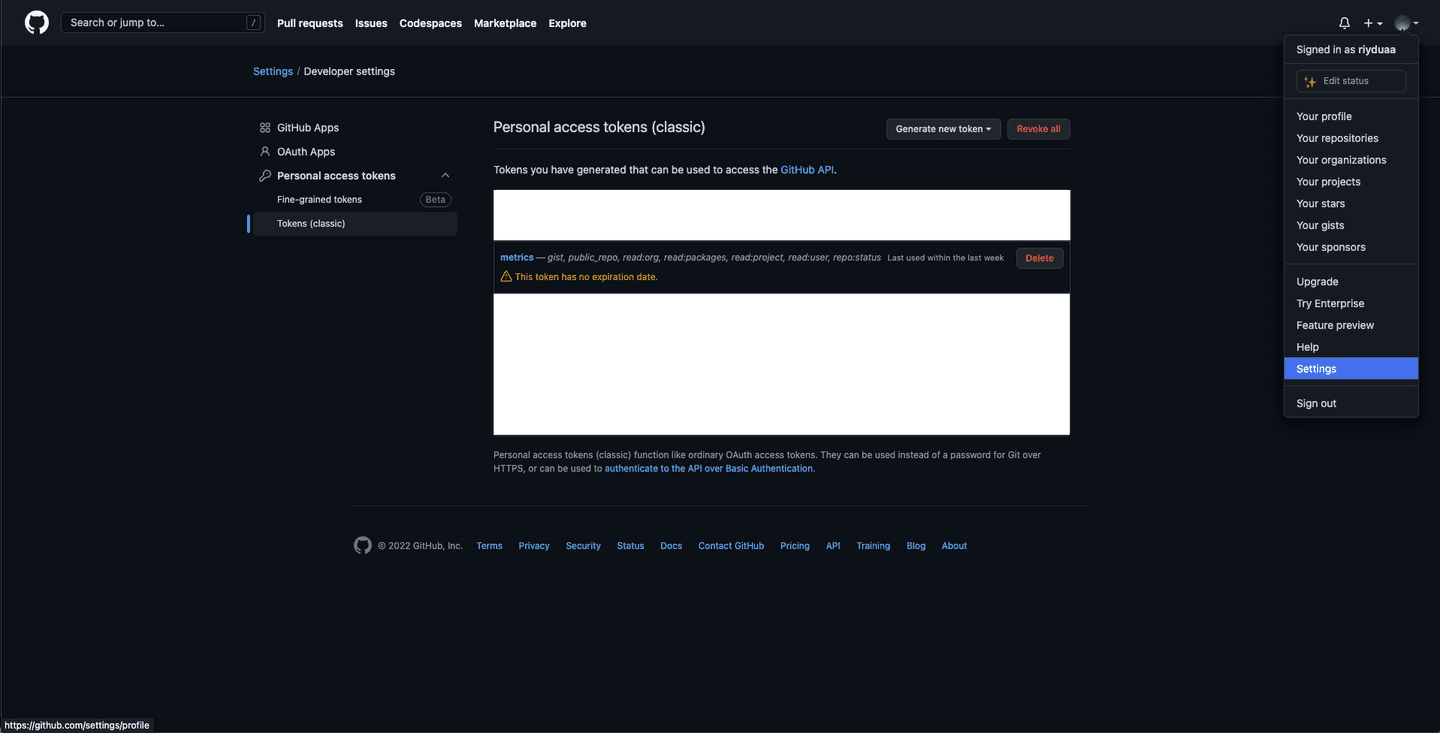 Search or jump to... /
Pull requests Issues Codespaces Marketplace Explore
Signed in as riyduaa
Edit status
Your profile
Your repositories
Your organizations
Your projects
Your stars
Your gists
Your sponsors
Upgrade
Try Enterprise
Feature preview
Help
Settings
Sign out
Settings / Developer settings
GitHub Apps
OAuth Apps
Personal access tokens
Fine-grained tokens Beta
Tokens (classic)
Personal access tokens (classic)
Generate new token Revoke all
Tokens you have generated that can be used to access the GitHub API.
metrics — gist, public_repo, read:org, read:packages, read:project, read:user, repo:status Last used within the last week Delete
This token has no expiration date.
Personal access tokens (classic) function like ordinary OAuth access tokens. They can be used instead of a password for Git over
HTTPS, or can be used to authenticate to the API over Basic Authentication.
© 2022 GitHub, Inc. Terms Privacy Security Status Docs Contact GitHub Pricing API Training Blog About
https://github.com/settings/profile